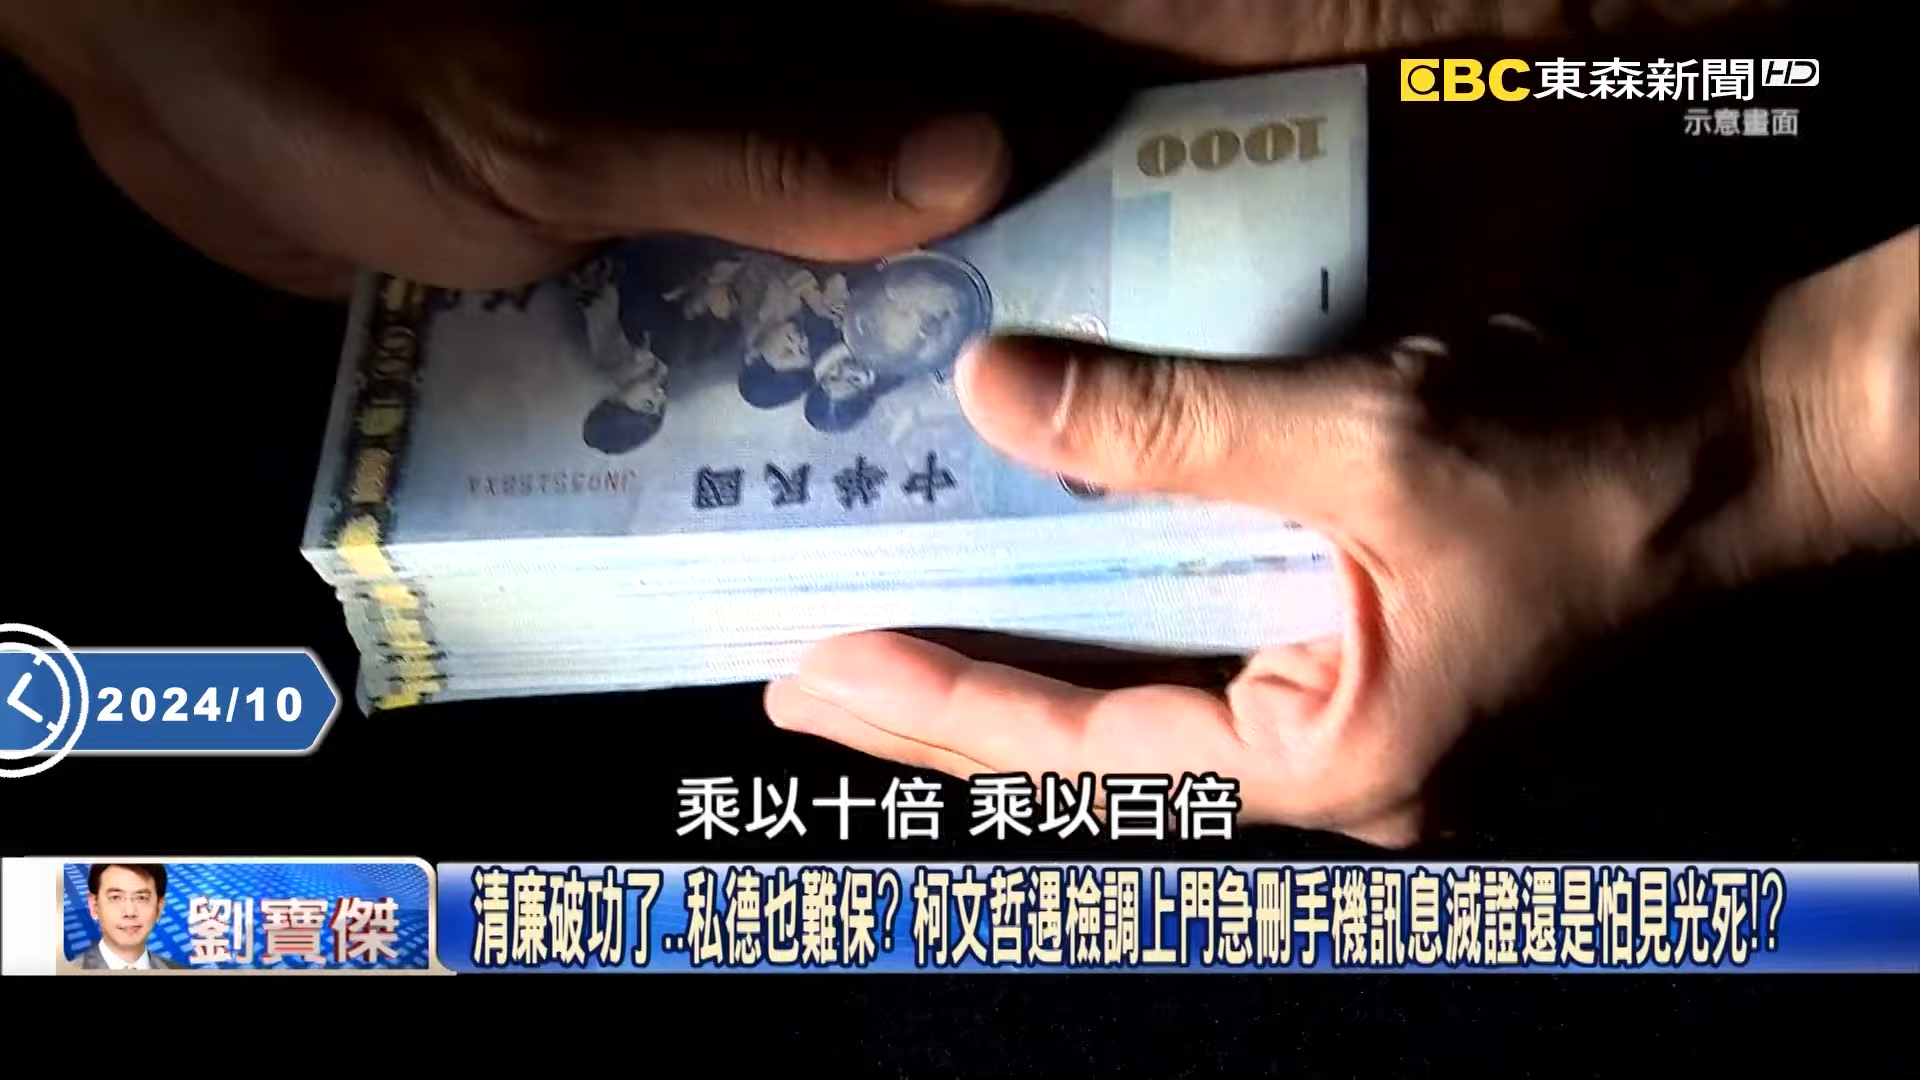 EBC東森新聞HD
示意畫面
1000
中華民國
2024/10
乘以十倍 乘以百倍
劉寶傑
清廉破功了..私德也難保? 柯文哲遇檢調上門急刪手機訊息滅證還是怕見光死!?